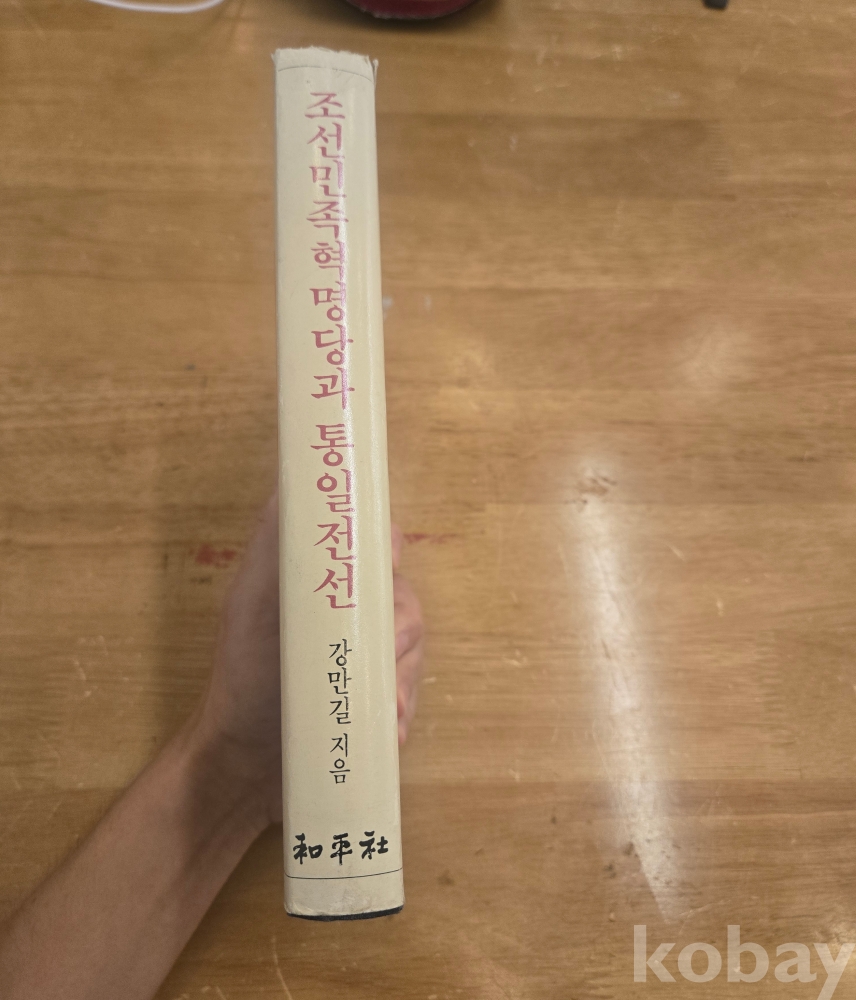 조선민족혁명당과 통일전선
강만길 지음
和平社
kobay